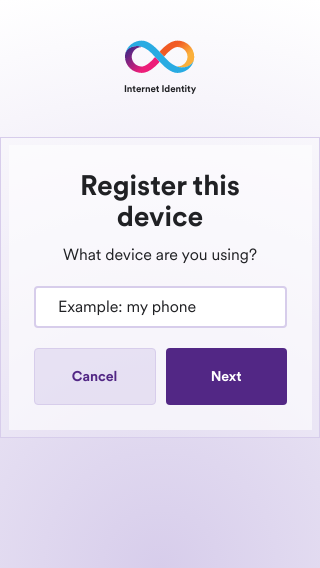 Internet Identity
Register this
device
What device are you using?
Example: my phone
Cancel
Next